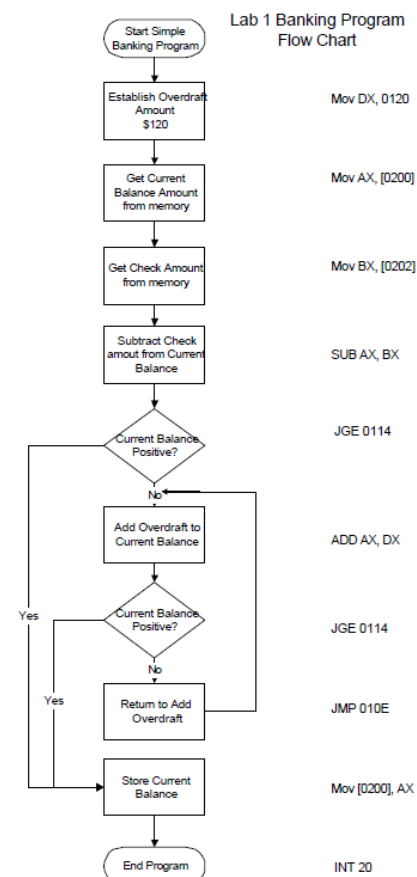 Lab 1 Banking Program
Flow Chart
Start Simple
Banking Program
Establish Overdraft
Amount
$120
Mov DX, 0120
Get Current
Balance Amount
from memory
Mov AX, [0200]
Get Check Amount
from memory
Mov BX, [0202]
Subtract Check
amout from Current
Balance
SUB AX, BX
Current Balance
Positive?
JGE 0114
No
Add Overdraft to
Current Balance
ADD AX, DX
Yes
Current Balance
Positive?
JGE 0114
No
Yes
Return to Add
Overdraft
JMP 010E
Store Current
Balance
Mov [0200], AX
End Program
INT 20